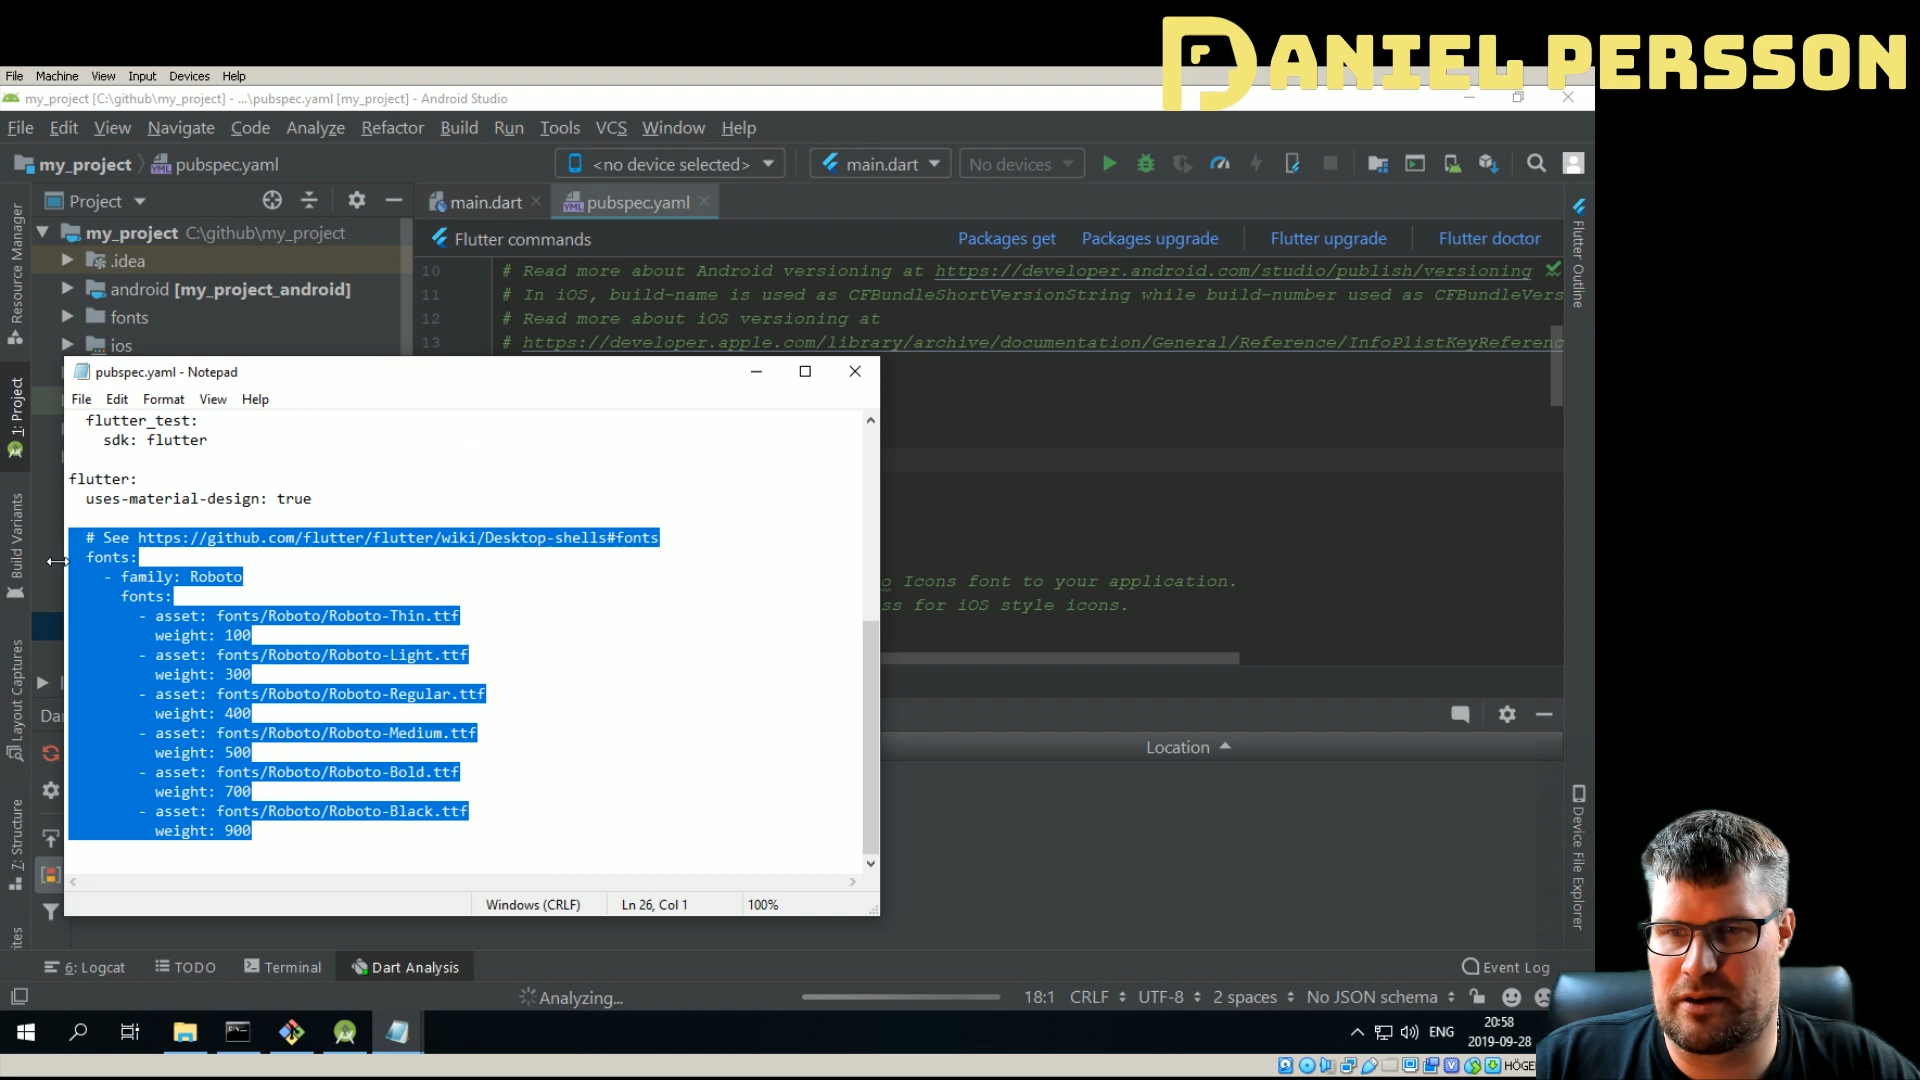 DANIEL PERSSON
File Machine View Input Devices Help
my_project [C:\github\my_project] - ...\pubspec.yaml [my_project] - Android Studio
File Edit View Navigate Code Analyze Refactor Build Run Tools VCS Window Help
my_project pubspec.yaml <no device selected> main.dart No devices
Project main.dart pubspec.yaml
my_project C:\github\my_project
Flutter commands Packages get Packages upgrade Flutter upgrade Flutter doctor
.idea
android [my_project_android]
fonts
ios
10 # Read more about Android versioning at https://developer.android.com/studio/publish/versioning
11 # In iOS, build-name is used as CFBundleShortVersionString while build-number used as CFBundleVers
12 # Read more about iOS versioning at
13 # https://developer.apple.com/library/archive/documentation/General/Reference/InfoPlistKeyReferenc
Icons font to your application.
for iOS style icons.
pubspec.yaml - Notepad
File Edit Format View Help
flutter_test:
sdk: flutter
flutter:
uses-material-design: true
# See https://github.com/flutter/flutter/wiki/Desktop-shells#fonts
fonts:
- family: Roboto
fonts:
- asset: fonts/Roboto/Roboto-Thin.ttf
weight: 100
- asset: fonts/Roboto/Roboto-Light.ttf
weight: 300
- asset: fonts/Roboto/Roboto-Regular.ttf
weight: 400
- asset: fonts/Roboto/Roboto-Medium.ttf
weight: 500
- asset: fonts/Roboto/Roboto-Bold.ttf
weight: 700
- asset: fonts/Roboto/Roboto-Black.ttf
weight: 900
Windows (CRLF) Ln 26, Col 1 100%
Location
Resource Manager
1: Project
Build Variants
Layout Captures
Z: Structure
Flutter Outline
Device File Explorer
6: Logcat TODO Terminal Dart Analysis Event Log
Analyzing... 18:1 CRLF UTF-8 2 spaces No JSON schema
ENG
20:58
2019-09-28